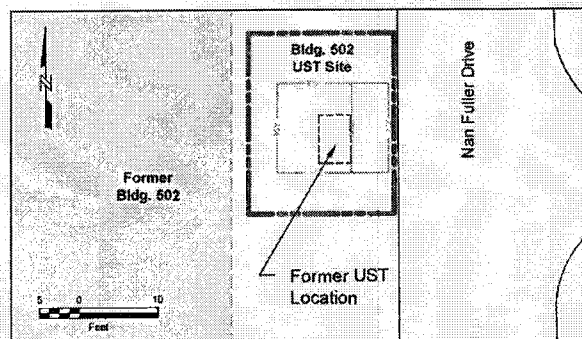 N
Bldg. 502
UST Site
Nan Fuller Drive
Former
Bldg. 502
Former UST
Location
5 0 10
Feet